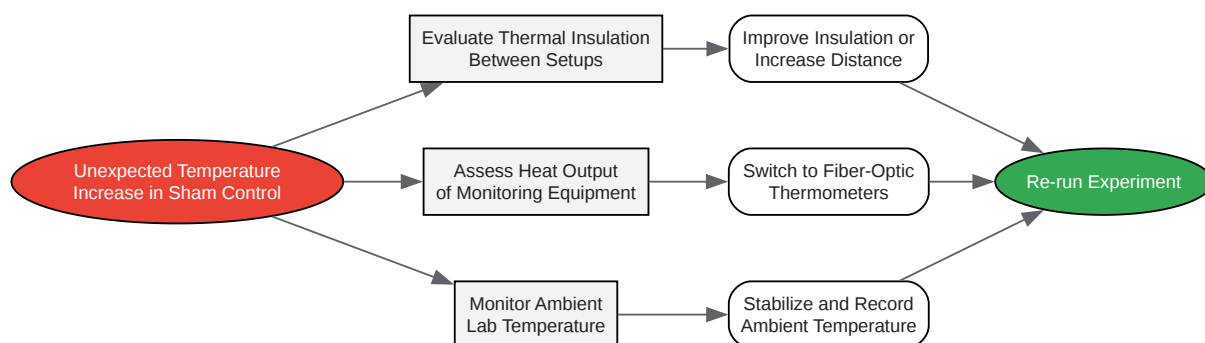 Evaluate Thermal Insulation
Between Setups
Improve Insulation or
Increase Distance
Unexpected Temperature
Increase in Sham Control
Assess Heat Output
of Monitoring Equipment
Switch to Fiber-Optic
Thermometers
Re-run Experiment
Monitor Ambient
Lab Temperature
Stabilize and Record
Ambient Temperature